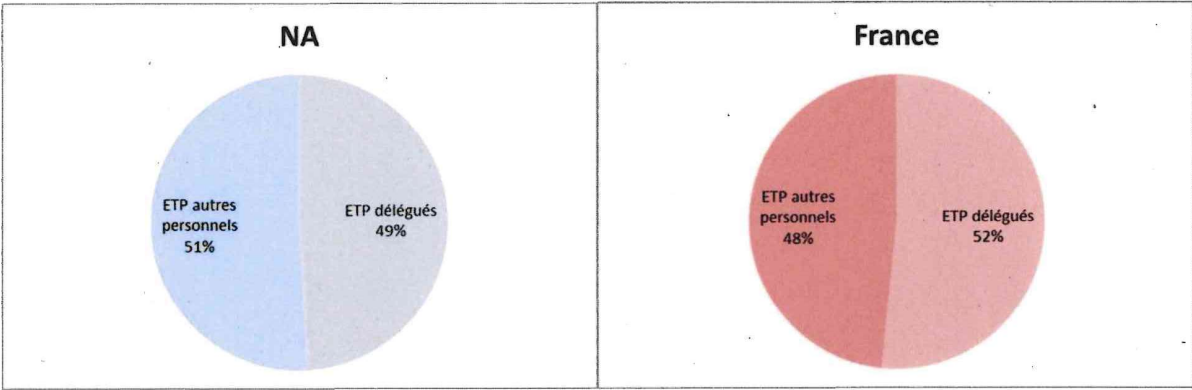 NA
ETP autres
personnels
51%
ETP délégués
49%
France
ETP autres
personnels
48%
ETP délégués
52%